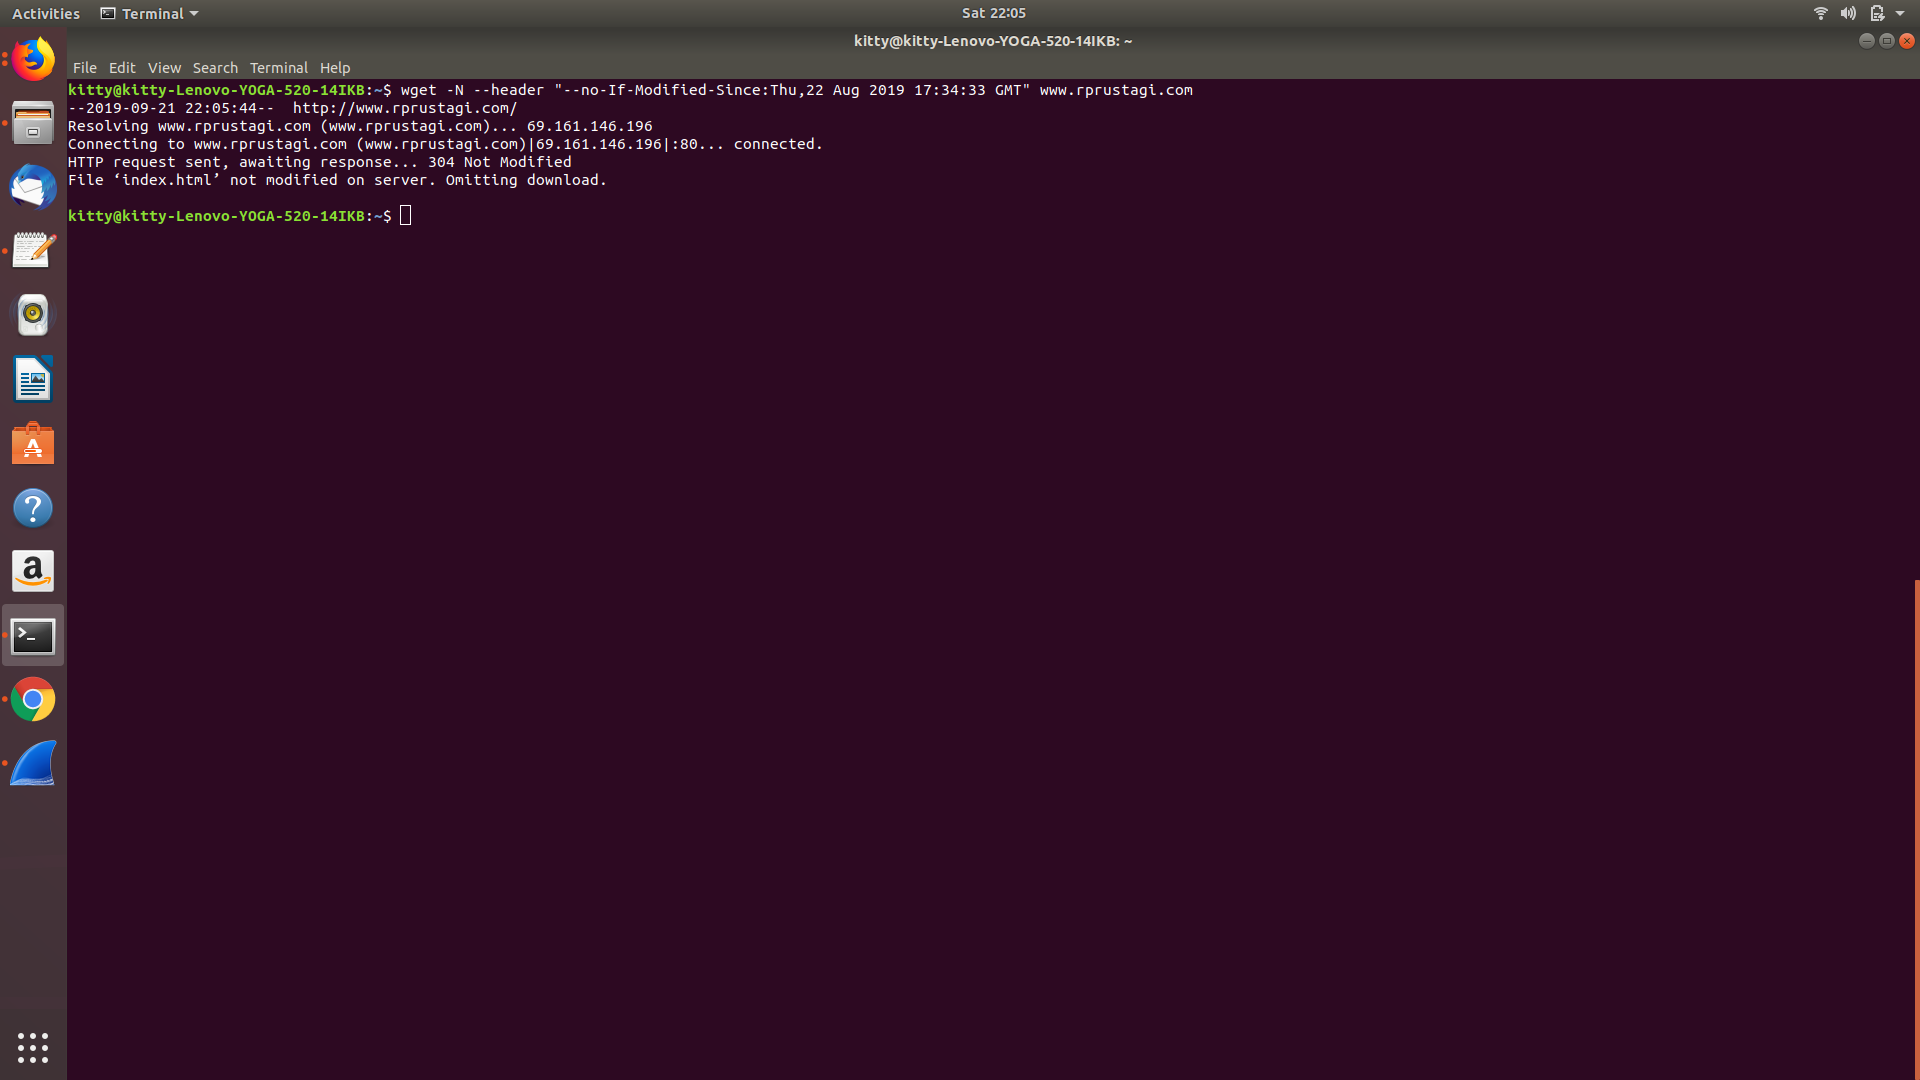 Activities Terminal Sat 22:05
kitty@kitty-Lenovo-YOGA-520-14IKB: ~
File Edit View Search Terminal Help
kitty@kitty-Lenovo-YOGA-520-14IKB:~$ wget -N --header "--no-If-Modified-Since:Thu,22 Aug 2019 17:34:33 GMT" www.rprustagi.com
--2019-09-21 22:05:44--  http://www.rprustagi.com/
Resolving www.rprustagi.com (www.rprustagi.com)... 69.161.146.196
Connecting to www.rprustagi.com (www.rprustagi.com)|69.161.146.196|:80... connected.
HTTP request sent, awaiting response... 304 Not Modified
File ‘index.html’ not modified on server. Omitting download.
kitty@kitty-Lenovo-YOGA-520-14IKB:~$